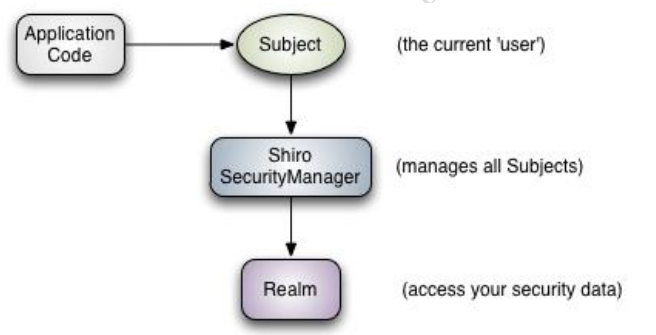 Application
Code
Subject
(the current 'user')
Shiro
SecurityManager
(manages all Subjects)
Realm
(access your security data)